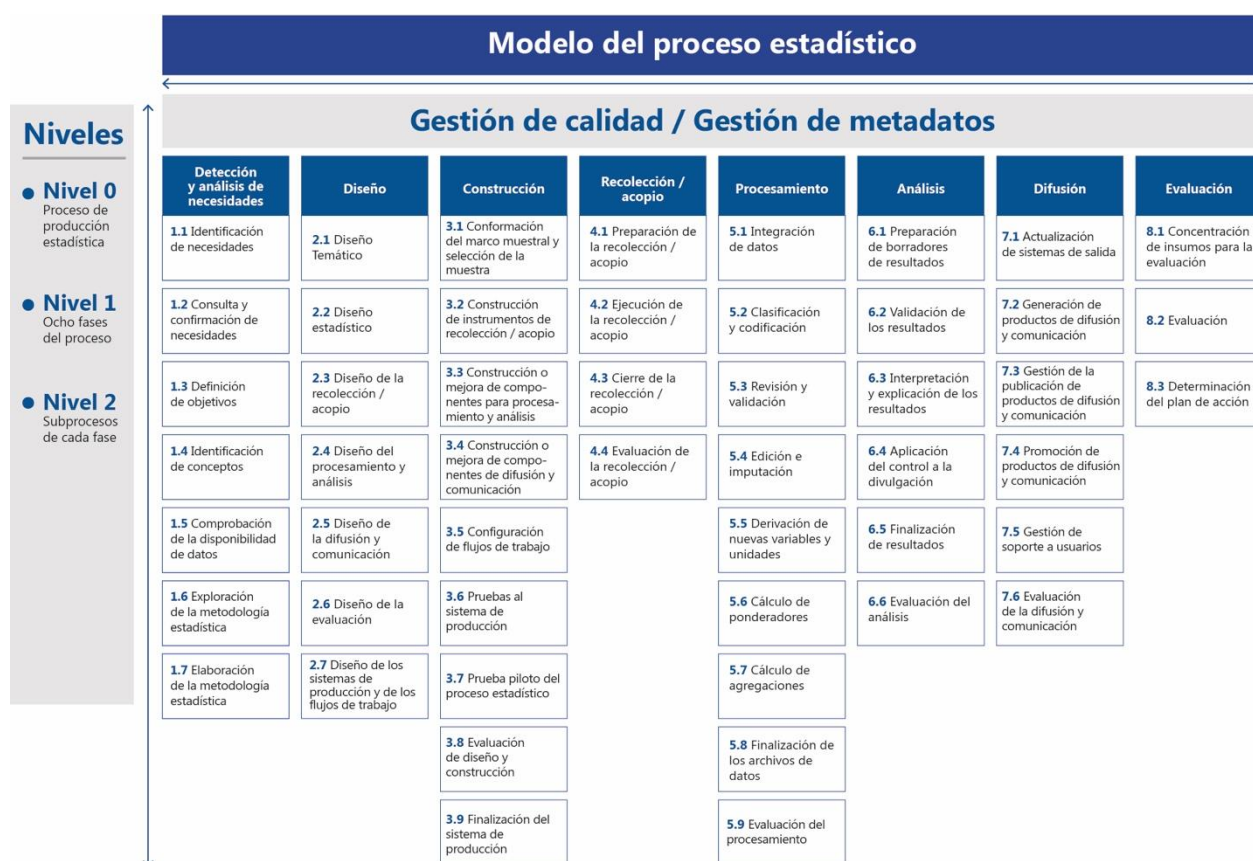 Modelo del proceso estadístico
Gestión de calidad / Gestión de metadatos
Niveles
Nivel 0
Proceso de
producción
estadística
Nivel 1
Ocho fases
del proceso
Nivel 2
Subprocesos
de cada fase
Detección
y análisis de
necesidades
1.1 Identificación
de necesidades
1.2 Consulta y
confirmación de
necesidades
1.3 Definición
de objetivos
1.4 Identificación
de conceptos
1.5 Comprobación
de la disponibilidad
de datos
1.6 Exploración
de la metodología
estadística
1.7 Elaboración
de la metodología
estadística
Diseño
2.1 Diseño
Temático
2.2 Diseño
estadístico
2.3 Diseño de la
recolección /
acopio
2.4 Diseño del
procesamiento y
análisis
2.5 Diseño de
la difusión y
comunicación
2.6 Diseño de la
evaluación
2.7 Diseño de los
sistemas de
producción y de los
flujos de trabajo
Construcción
3.1 Conformación
del marco muestral y
selección de la
muestra
3.2 Construcción
de instrumentos de
recolección / acopio
3.3 Construcción o
mejora de compo-
nentes para procesa-
miento y análisis
3.4 Construcción o
mejora de compo-
nentes de difusión y
comunicación
3.5 Configuración
de flujos de trabajo
3.6 Pruebas al
sistema de
producción
3.7 Prueba piloto del
proceso estadístico
3.8 Evaluación
de diseño y
construcción
3.9 Finalización del
sistema de
producción
Recolección /
acopio
4.1 Preparación de
la recolección /
acopio
4.2 Ejecución de
la recolección /
acopio
4.3 Cierre de la
recolección /
acopio
4.4 Evaluación de
la recolección /
acopio
Procesamiento
5.1 Integración
de datos
5.2 Clasificación
y codificación
5.3 Revisión y
validación
5.4 Edición e
imputación
5.5 Derivación de
nuevas variables y
unidades
5.6 Cálculo de
ponderadores
5.7 Cálculo de
agregaciones
5.8 Finalización de
los archivos de
datos
5.9 Evaluación del
procesamiento
Análisis
6.1 Preparación
de borradores
de resultados
6.2 Validación de
los resultados
6.3 Interpretación
y explicación de los
resultados
6.4 Aplicación
del control a la
divulgación
6.5 Finalización
de resultados
6.6 Evaluación del
análisis
Difusión
7.1 Actualización
de sistemas de salida
7.2 Generación de
productos de difusión
y comunicación
7.3 Gestión de la
publicación de
productos de difusión
y comunicación
7.4 Promoción de
productos de difusión
y comunicación
7.5 Gestión de
soporte a usuarios
7.6 Evaluación
de la difusión y
comunicación
Evaluación
8.1 Concentración
de insumos para la
evaluación
8.2 Evaluación
8.3 Determinación
del plan de acción